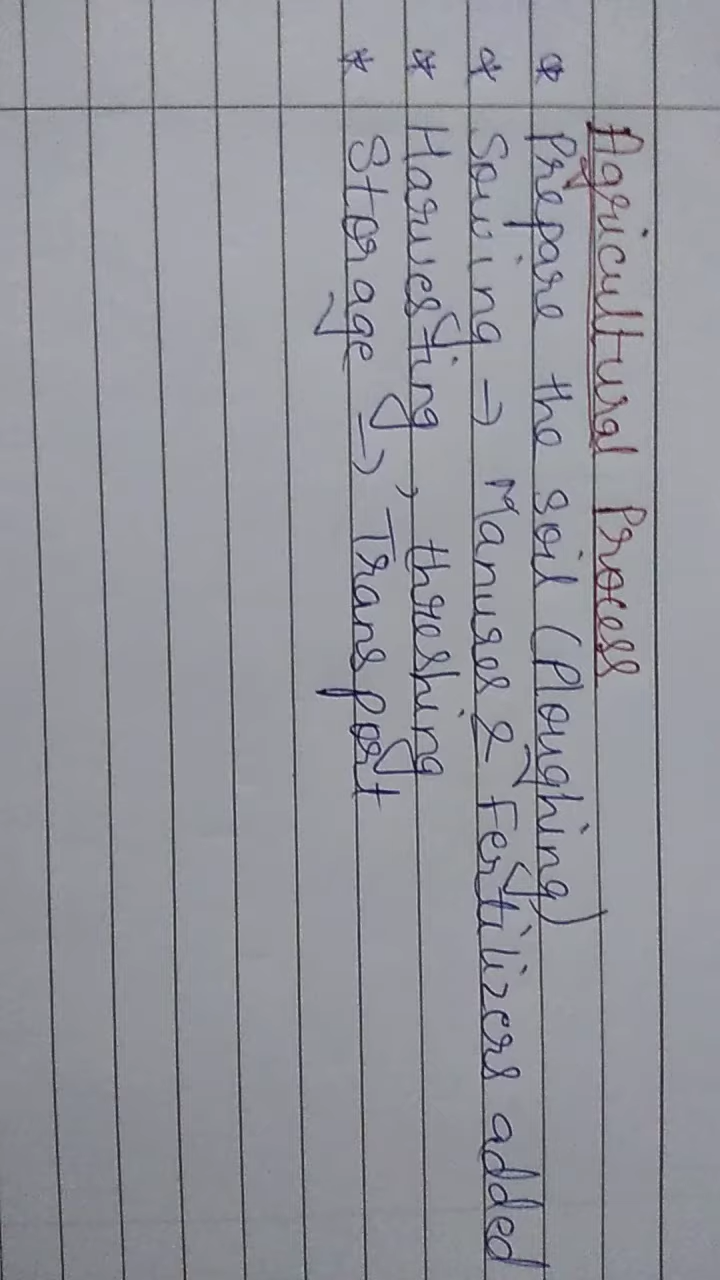 Agricultural Process
* Prepare the soil (Ploughing)
* Sowing → Manures & Fertilizers added
* Harvesting, threshing
* Storage → Transport